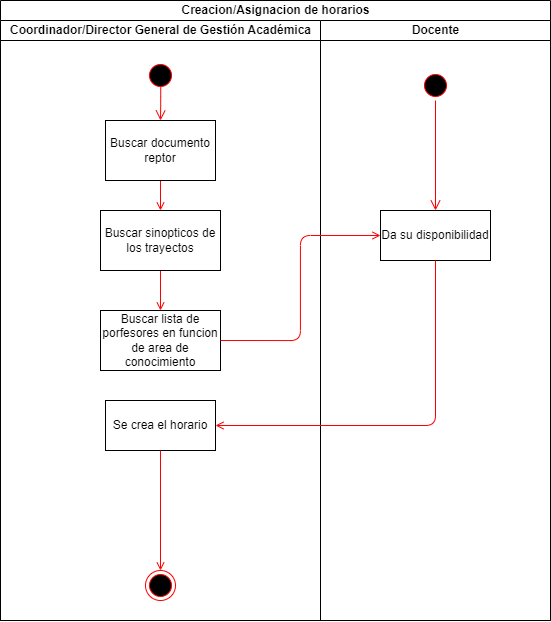 Creacion/Asignacion de horarios
Coordinador/Director General de Gestión Académica
Docente
Buscar documento
reptor
Buscar sinopticos de
los trayectos
Da su disponibilidad
Buscar lista de
porfesores en funcion
de area de
conocimiento
Se crea el horario